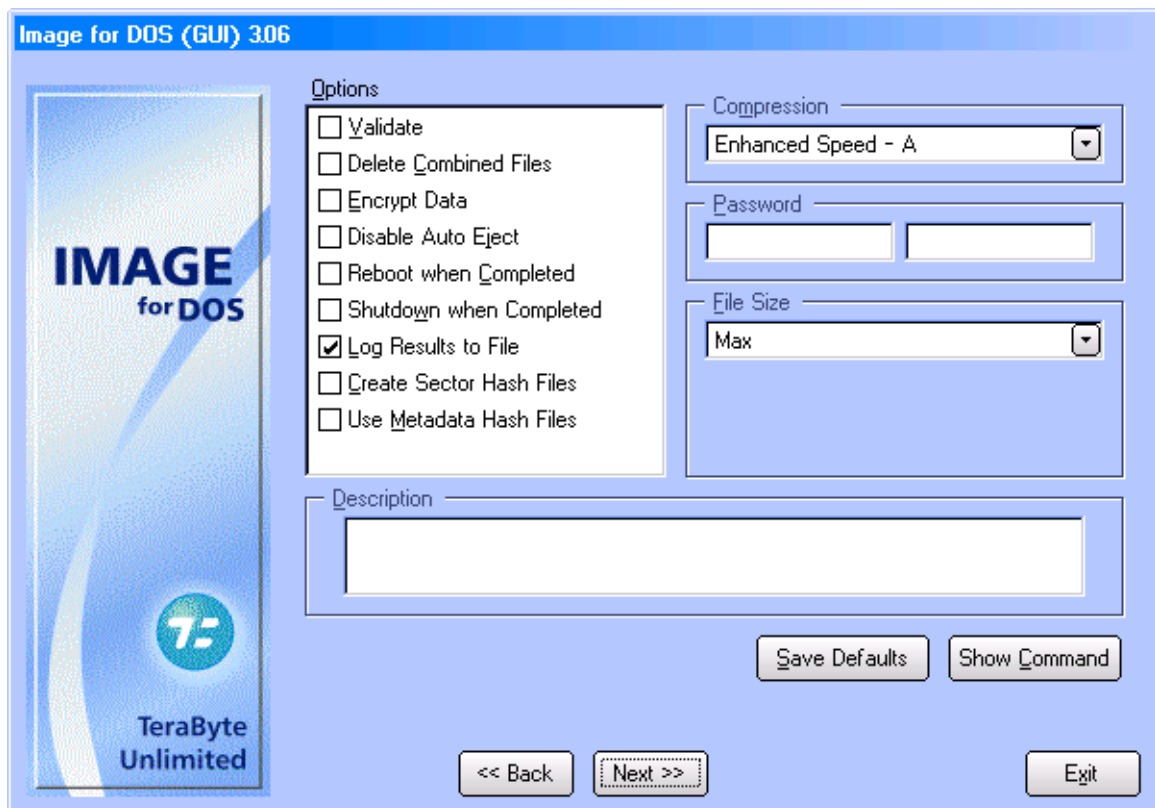 Image for DOS (GUI) 3.06
IMAGE
for DOS
TeraByte
Unlimited
Options
Validate
Delete Combined Files
Encrypt Data
Disable Auto Eject
Reboot when Completed
Shutdown when Completed
Log Results to File
Create Sector Hash Files
Use Metadata Hash Files
Compression
Enhanced Speed - A
Password
File Size
Max
Description
Save Defaults
Show Command
<< Back
Next >>
Exit